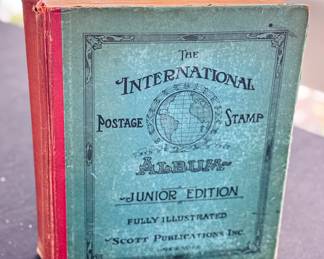 THE
INTERNATIONAL
POSTAGE STAMP
ALBUM
JUNIOR EDITION
FULLY ILLUSTRATED
SCOTT PUBLICATIONS INC.